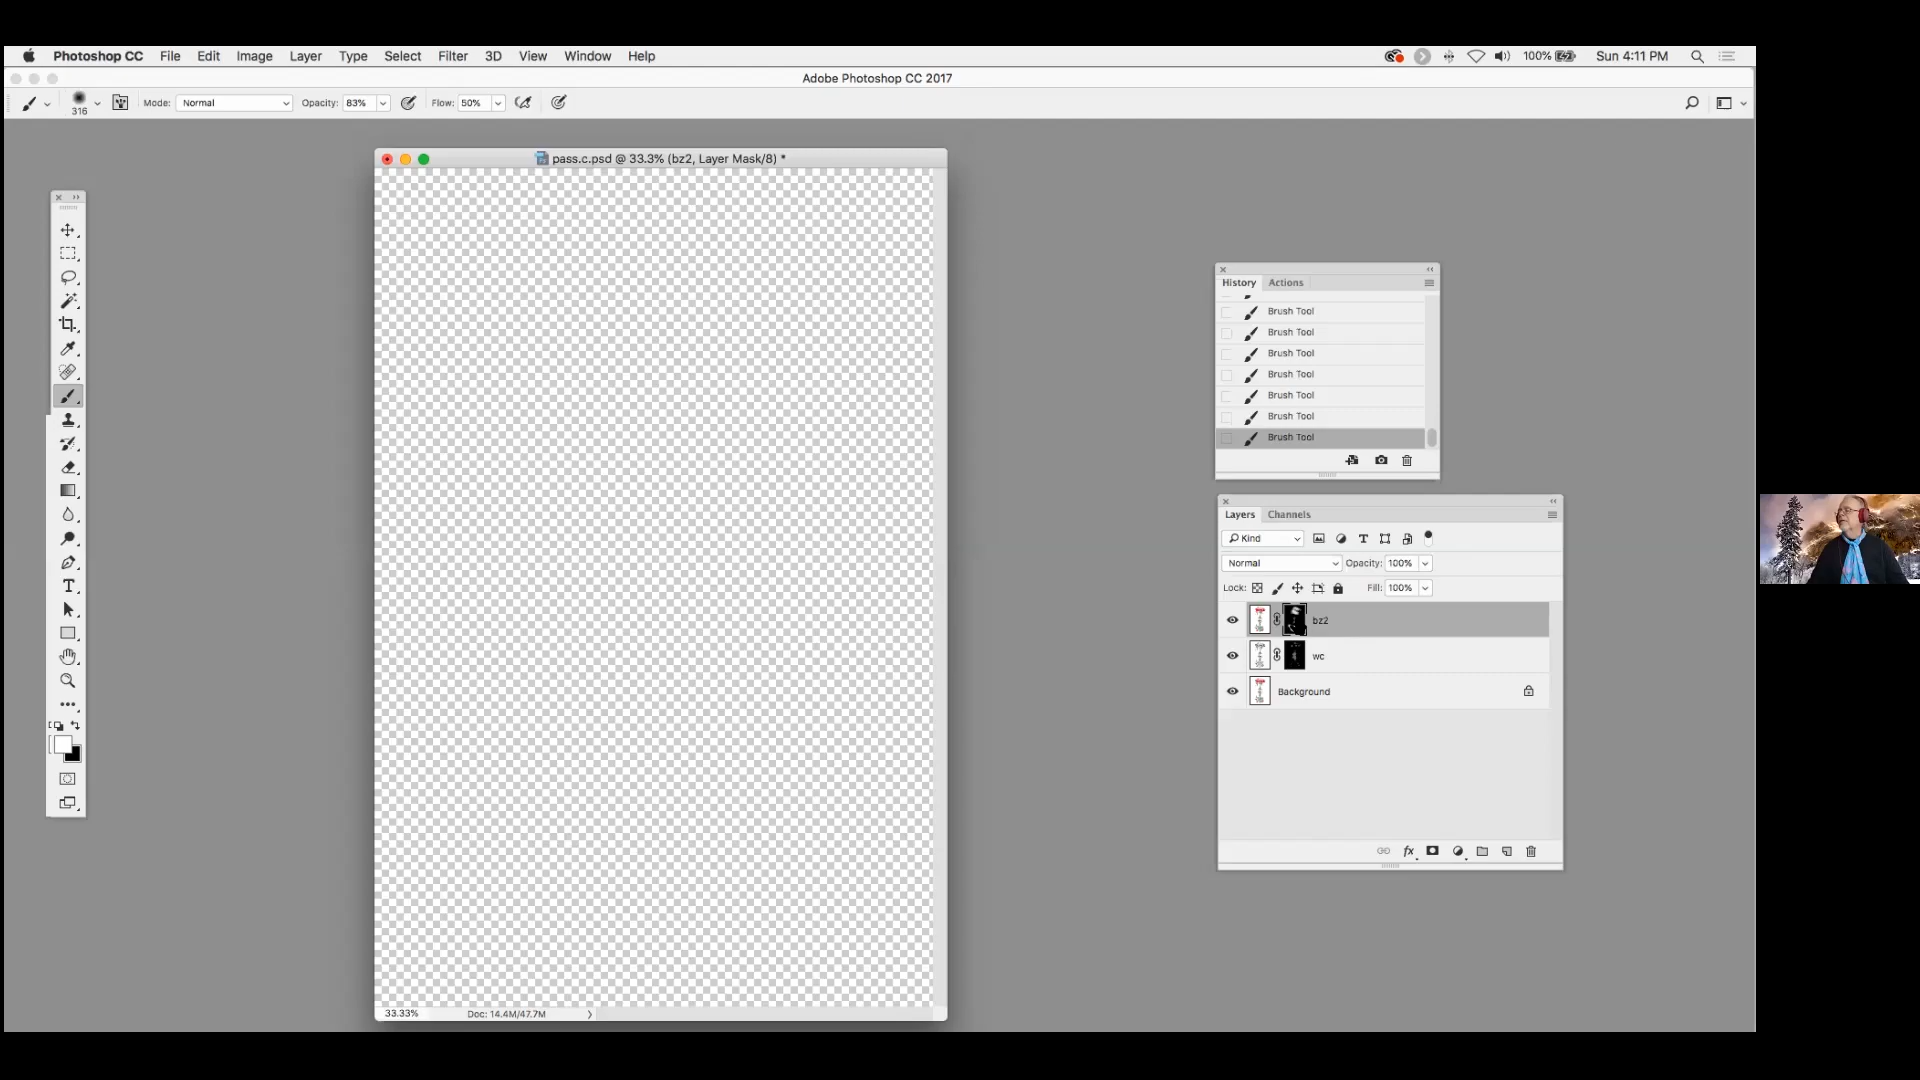 Photoshop CC File Edit Image Layer Type Select Filter 3D View Window Help 100% Sun 4:11 PM
Adobe Photoshop CC 2017
316 Mode: Normal Opacity: 83% Flow: 50%
pass.c.psd @ 33.3% (bz2, Layer Mask/8) *
History Actions
Brush Tool
Brush Tool
Brush Tool
Brush Tool
Brush Tool
Brush Tool
Brush Tool
Layers Channels
Kind
Normal Opacity: 100%
Lock: Fill: 100%
bz2
wc
Background
fx
33.33% Doc: 14.4M/47.7M